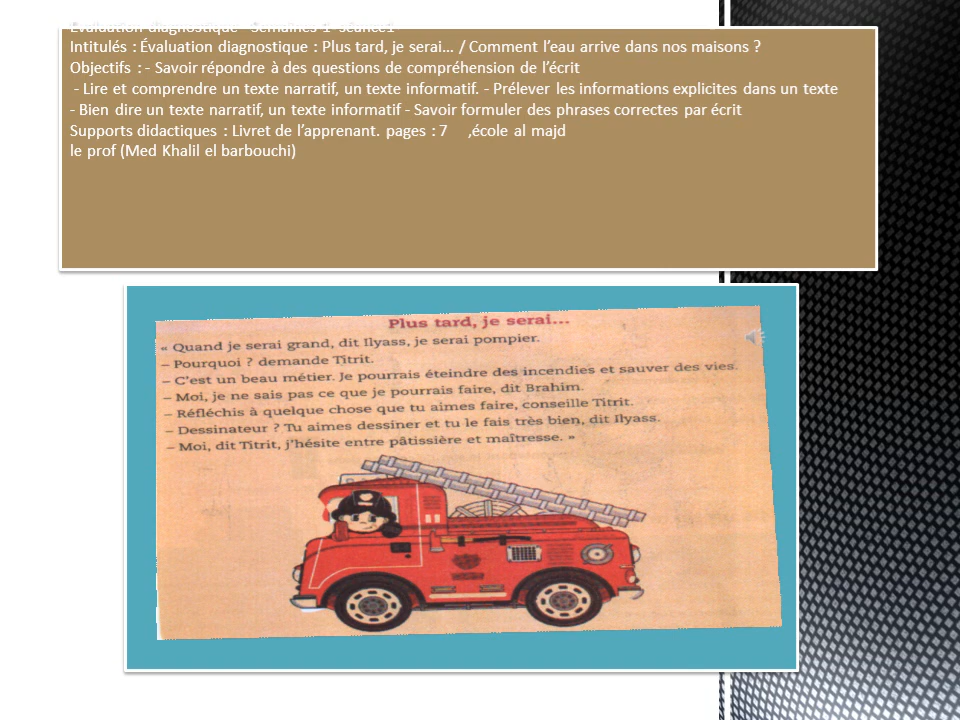 Évaluation diagnostique Semaines 1 séance1
Intitulés : Évaluation diagnostique : Plus tard, je serai… / Comment l’eau arrive dans nos maisons ?
Objectifs : - Savoir répondre à des questions de compréhension de l’écrit
- Lire et comprendre un texte narratif, un texte informatif. - Prélever les informations explicites dans un texte
- Bien dire un texte narratif, un texte informatif - Savoir formuler des phrases correctes par écrit
Supports didactiques : Livret de l’apprenant. pages : 7 ,école al majd
le prof (Med Khalil el barbouchi)
Plus tard, je serai...
« Quand je serai grand, dit Ilyass, je serai pompier.
– Pourquoi ? demande Titrit.
– C’est un beau métier. Je pourrais éteindre des incendies et sauver des vies.
– Moi, je ne sais pas ce que je pourrais faire, dit Brahim.
– Réfléchis à quelque chose que tu aimes faire, conseille Titrit.
– Dessinateur ? Tu aimes dessiner et tu le fais très bien, dit Ilyass.
– Moi, dit Titrit, j’hésite entre pâtissière et maîtresse. »